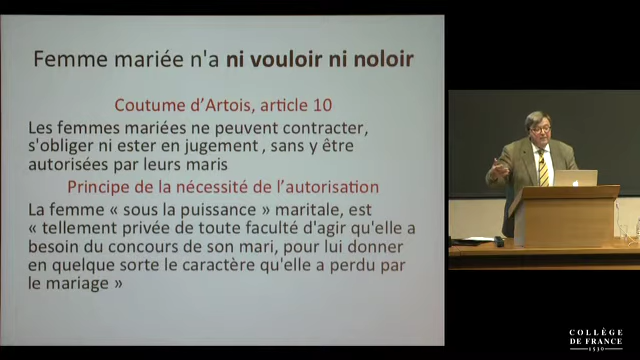 Femme mariée n'a ni vouloir ni noloir
Coutume d'Artois, article 10
Les femmes mariées ne peuvent contracter,
s'obliger ni ester en jugement , sans y être
autorisées par leurs maris
Principe de la nécessité de l'autorisation
La femme « sous la puissance » maritale, est
« tellement privée de toute faculté d'agir qu'elle a
besoin du concours de son mari, pour lui donner
en quelque sorte le caractère qu'elle a perdu par
le mariage »
COLLÈGE
DE FRANCE
1530